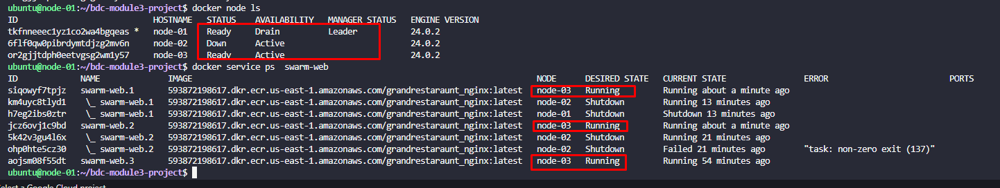 ubuntu@node-01:~/bdc-module3-project$ docker node ls
ID HOSTNAME STATUS AVAILABILITY MANAGER STATUS ENGINE VERSION
tkfnneeec1yz1co2wa4bgqeas * node-01 Ready Drain Leader 24.0.2
6flf0qw0pibrdymtdjzg2mv6n node-02 Down Active 24.0.2
or2gjjtdph0eetvgsg2wm1y57 node-03 Ready Active 24.0.2
ubuntu@node-01:~/bdc-module3-project$ docker service ps swarm-web
ID NAME IMAGE NODE DESIRED STATE CURRENT STATE ERROR PORTS
siqowyf7tpjz swarm-web.1 593872198617.dkr.ecr.us-east-1.amazonaws.com/grandrestaraunt_nginx:latest node-03 Running Running about a minute ago
km4uyc8tlyd1 \_ swarm-web.1 593872198617.dkr.ecr.us-east-1.amazonaws.com/grandrestaraunt_nginx:latest node-02 Shutdown Running 13 minutes ago
h7eg2ibs0ztr \_ swarm-web.1 593872198617.dkr.ecr.us-east-1.amazonaws.com/grandrestaraunt_nginx:latest node-01 Shutdown Shutdown 13 minutes ago
jcz6ovj1c9bd swarm-web.2 593872198617.dkr.ecr.us-east-1.amazonaws.com/grandrestaraunt_nginx:latest node-03 Running Running about a minute ago
5k42v3gu4l6x \_ swarm-web.2 593872198617.dkr.ecr.us-east-1.amazonaws.com/grandrestaraunt_nginx:latest node-02 Shutdown Running 21 minutes ago
ohp0hte5cz30 \_ swarm-web.2 593872198617.dkr.ecr.us-east-1.amazonaws.com/grandrestaraunt_nginx:latest node-02 Shutdown Failed 21 minutes ago "task: non-zero exit (137)"
aojsm08f55dt swarm-web.3 593872198617.dkr.ecr.us-east-1.amazonaws.com/grandrestaraunt_nginx:latest node-03 Running Running 54 minutes ago
ubuntu@node-01:~/bdc-module3-project$